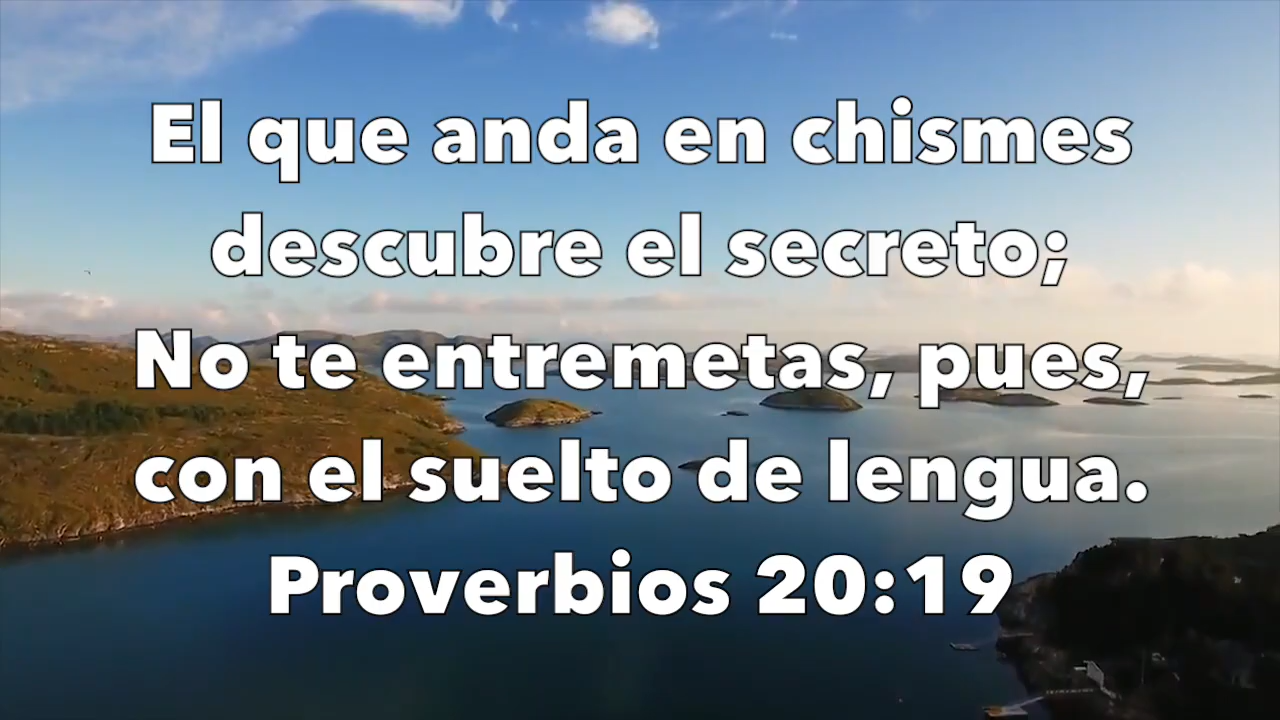 El que anda en chismes
descubre el secreto;
No te entremetas, pues,
con el suelto de lengua.
Proverbios 20:19